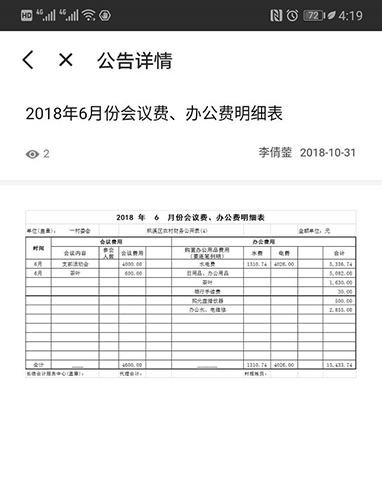 HD 4G 4G 72 4:19
公告详情
2018年6月份会议费、办公费明细表
2 李倩蓥 2018-10-31
2018 年 6 月份会议费、办公费明细表
单位(盖章): 一村委会 枞溪区农村财务公开表(4) 金额单位: 元
时间 会议费用 办公费用
会议内容 参会人数 会议费用 购置办公用品费用(要逐笔列明) 水费 电费 合计
6月 支部活动会 4000.00 水电费 1310.74 4026.00 5,336.74
6月 茶叶 600.00 日用品、办公用品 5,082.00
茶叶 1,630.00
银行手续费 30.00
阳光直播仪器 500.00
办公水、电维修 2,855.00
合计 4600.00 1310.74 4026.00 15,433.74
会计服务中心(盖章): 代理会计: 村报账员: